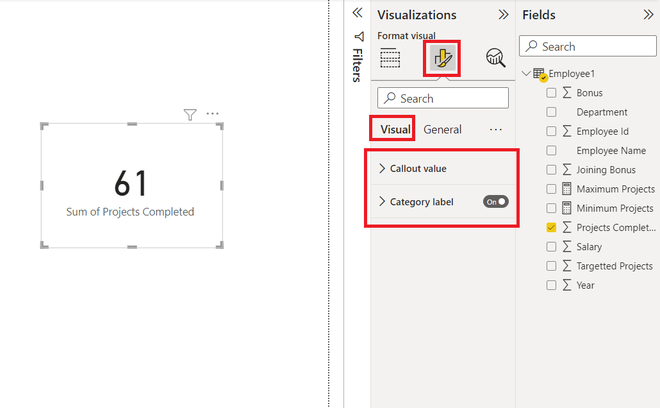 61
Sum of Projects Completed
Filters
Visualizations
Format visual
Search
Visual General
Callout value
Category label On
Fields
Search
Employee1
Bonus
Department
Employee Id
Employee Name
Joining Bonus
Maximum Projects
Minimum Projects
Projects Complet...
Salary
Targetted Projects
Year